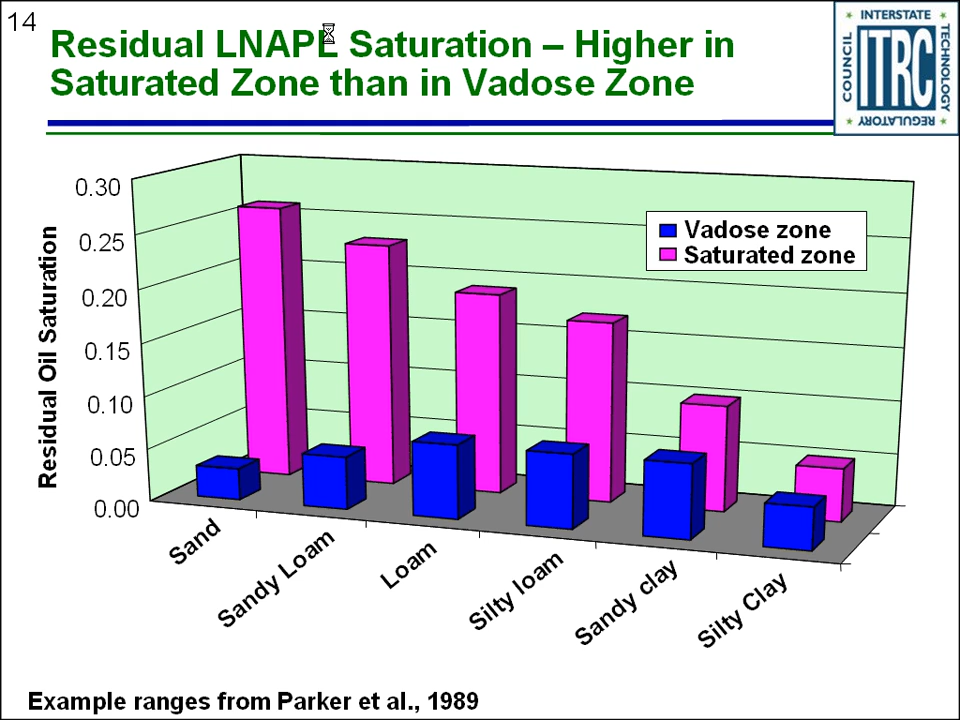 14
Residual LNAPL Saturation – Higher in
Saturated Zone than in Vadose Zone
INTERSTATE
COUNCIL
ITRC
TECHNOLOGY
REGULATORY
0.30
0.25
0.20
0.15
0.10
0.05
0.00
Residual Oil Saturation
Vadose zone
Saturated zone
Sand
Sandy Loam
Loam
Silty loam
Sandy clay
Silty Clay
Example ranges from Parker et al., 1989